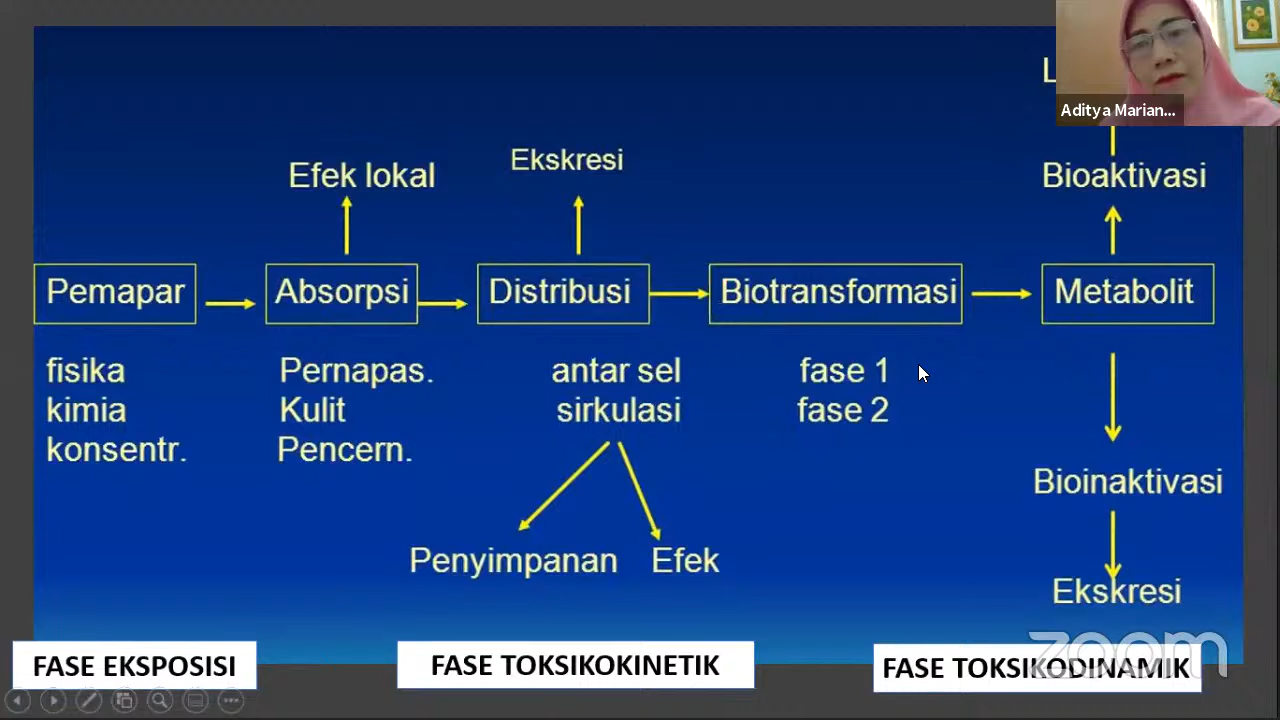 Aditya Marian...
Efek lokal
Ekskresi
Bioaktivasi
Pemapar
Absorpsi
Distribusi
Biotransformasi
Metabolit
fisika
kimia
konsentr.
Pernapas.
Kulit
Pencern.
antar sel
sirkulasi
fase 1
fase 2
Penyimpanan
Efek
Bioinaktivasi
Ekskresi
zoom
FASE EKSPOSISI
FASE TOKSIKOKINETIK
FASE TOKSIKODINAMIK